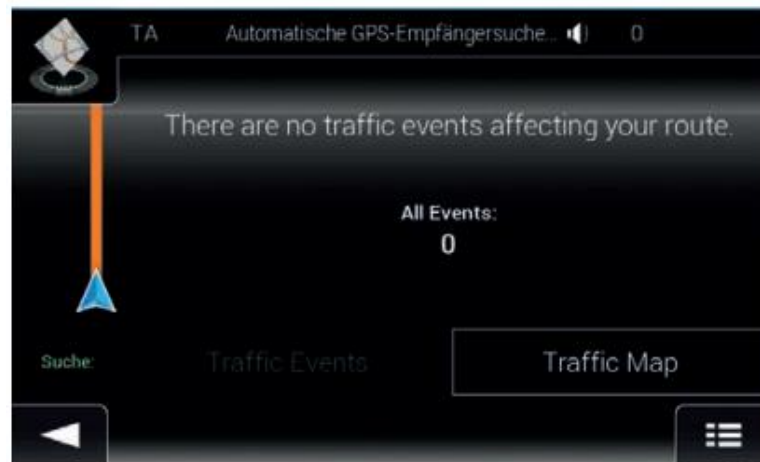 TA Automatische GPS-Empfängersuche... 0
There are no traffic events affecting your route.
All Events:
0
Suche: Traffic Events Traffic Map